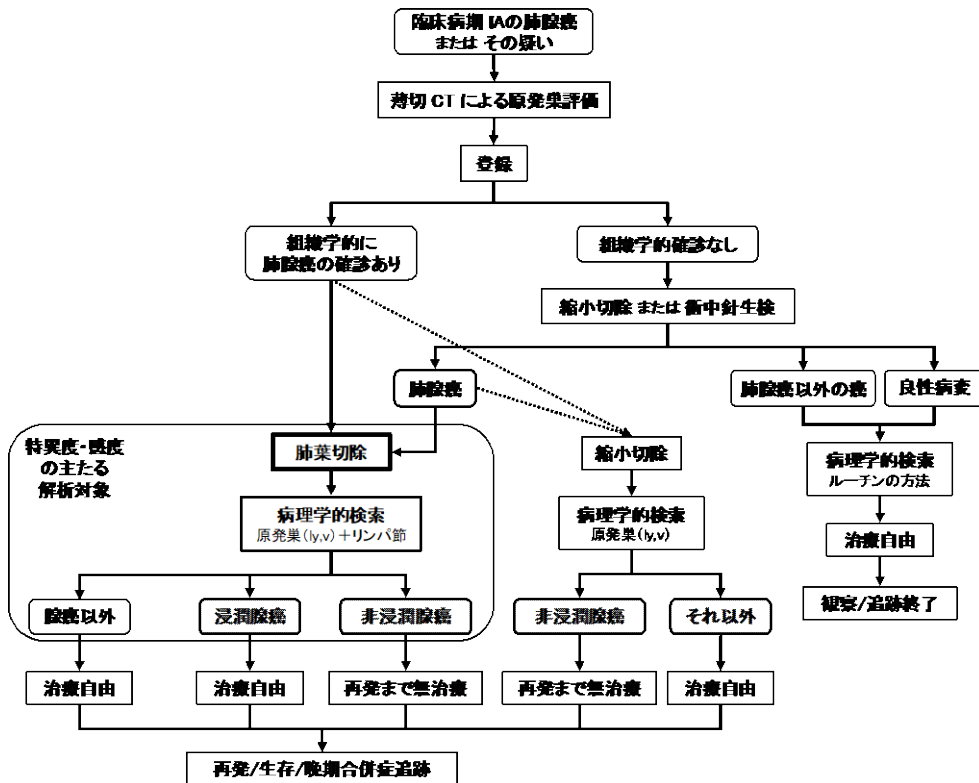 臨床病期 IAの肺腺癌
または その疑い
薄切 CT による原発巣評価
登録
組織学的に
肺腺癌の確診あり
組織学的確診なし
縮小切除 または 術中針生検
肺腺癌
肺腺癌以外の癌
良性病変
特異度・感度
の主たる
解析対象
肺葉切除
縮小切除
病理学的検索
ルーチンの方法
病理学的検索
原発巣(ly,v)+リンパ節
病理学的検索
原発巣(ly,v)
治療自由
観察/追跡終了
腺癌以外
浸潤腺癌
非浸潤腺癌
非浸潤腺癌
それ以外
治療自由
治療自由
再発まで無治療
再発まで無治療
治療自由
再発/生存/晩期合併症追跡